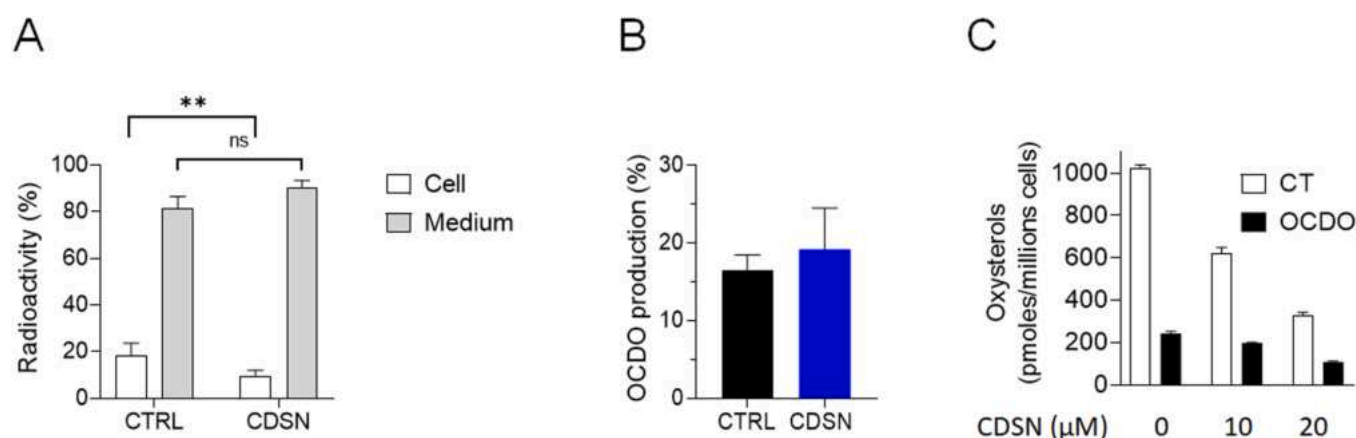 A
B
C
**
ns
Radioactivity (%)
100
80
60
40
20
0
CTRL
CDSN
Cell
Medium
OCDO production (%)
30
20
10
0
CTRL
CDSN
Oxysterols
(pmoles/millions cells)
1000
800
600
400
200
0
CT
OCDO
CDSN (µM)
0
10
20